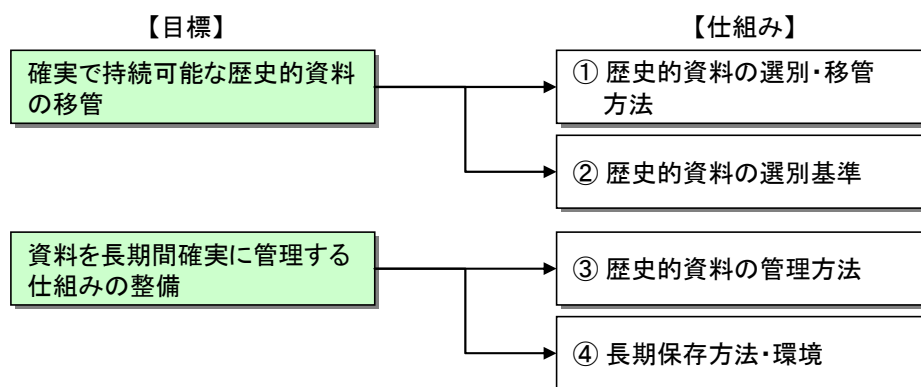 【目標】
【仕組み】
確実で持続可能な歴史的資料
の移管
① 歴史的資料の選別・移管
方法
② 歴史的資料の選別基準
資料を長期間確実に管理する
仕組みの整備
③ 歴史的資料の管理方法
④ 長期保存方法・環境